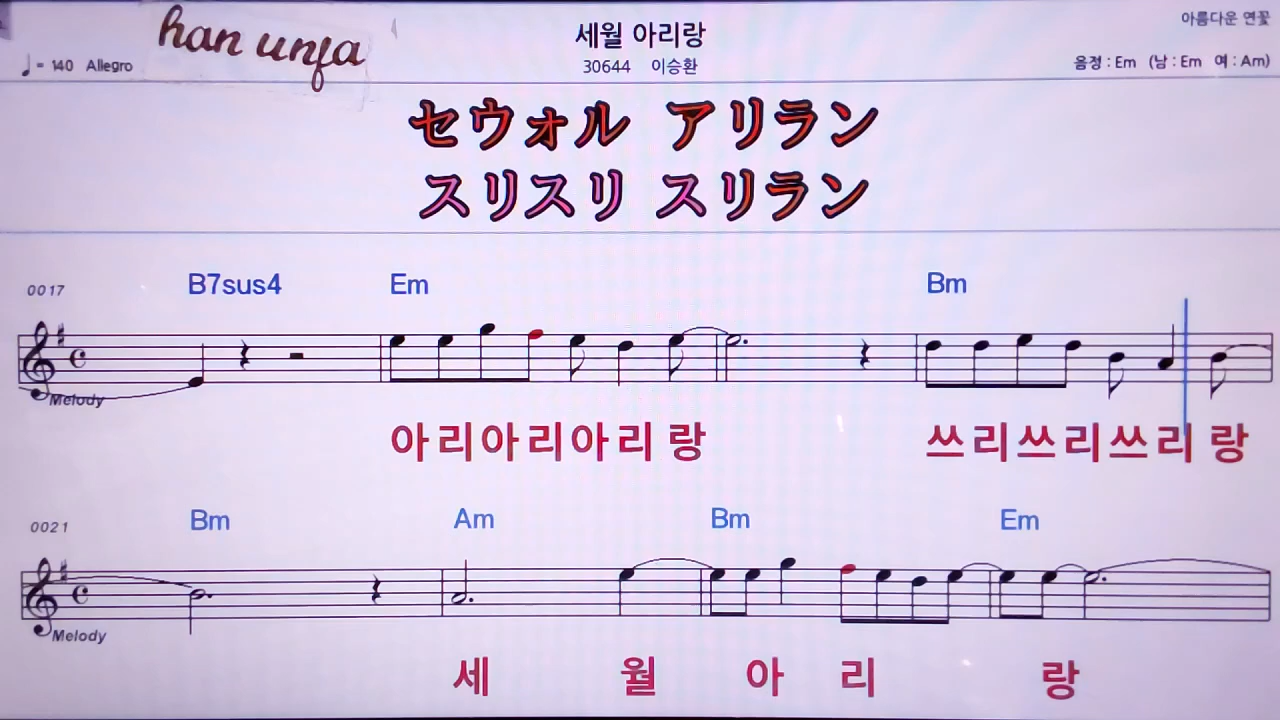 han unfa
세월 아리랑
아름다운 연꽃
♩= 140 Allegro
30644 이승환
음정 : Em (남 : Em 여 : Am)
セウォル アリラン
スリスリ スリラン
0017 B7sus4 Em Bm
Melody
아리아리아리 랑 쓰리쓰리쓰리 랑
0021 Bm Am Bm Em
Melody
세 월 아 리 랑